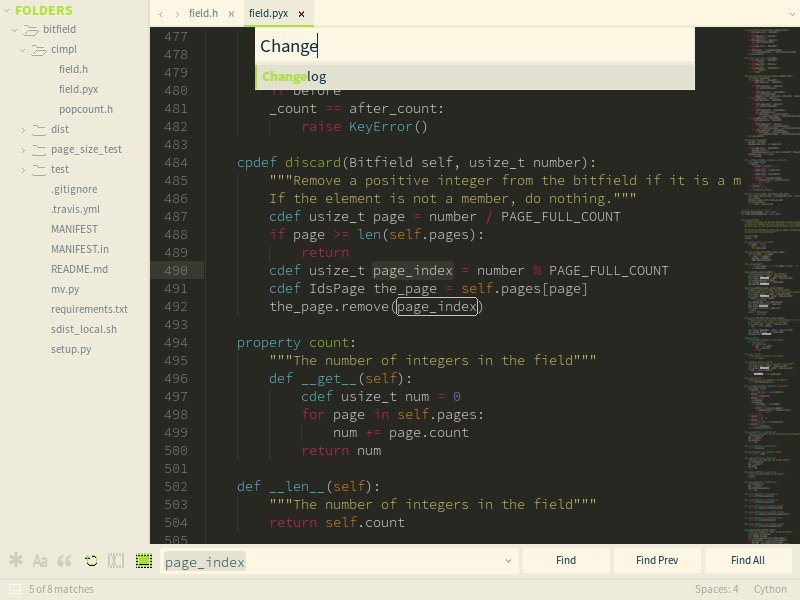 FOLDERS
bitfield
cimpl
field.h
field.pyx
popcount.h
dist
page_size_test
test
.gitignore
.travis.yml
MANIFEST
MANIFEST.in
README.md
mv.py
requirements.txt
sdist_local.sh
setup.py
field.h ×
field.pyx ×
Change
Changelog
477
478
479
480 if before
481 _count == after_count:
482 raise KeyError()
483
484 cpdef discard(Bitfield self, usize_t number):
485 """Remove a positive integer from the bitfield if it is a m
486 If the element is not a member, do nothing."""
487 cdef usize_t page = number / PAGE_FULL_COUNT
488 if page >= len(self.pages):
489 return
490 cdef usize_t page_index = number % PAGE_FULL_COUNT
491 cdef IdsPage the_page = self.pages[page]
492 the_page.remove(page_index)
493
494 property count:
495 """The number of integers in the field"""
496 def __get__(self):
497 cdef usize_t num = 0
498 for page in self.pages:
499 num += page.count
500 return num
501
502 def __len__(self):
503 """The number of integers in the field"""
504 return self.count
505
Aa
page_index
Find
Find Prev
Find All
5 of 8 matches
Spaces: 4
Cython